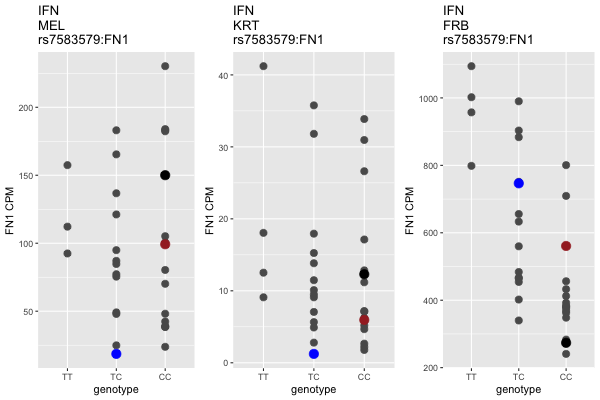 IFN
MEL
rs7583579:FN1
FN1 CPM
200
150
100
50
TT TC CC
genotype
IFN
KRT
rs7583579:FN1
FN1 CPM
40
30
20
10
0
TT TC CC
genotype
IFN
FRB
rs7583579:FN1
FN1 CPM
1000
800
600
400
200
TT TC CC
genotype